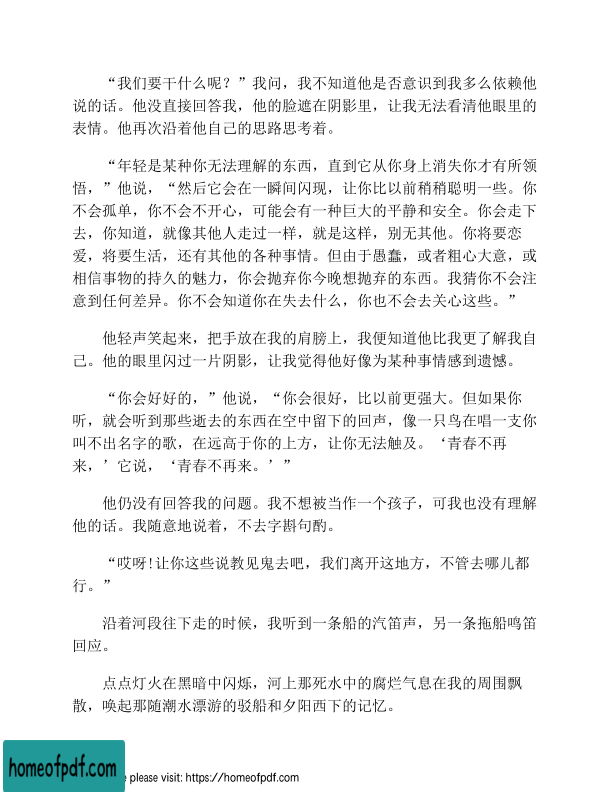 “我们要干什么呢？”我问，我不知道他是否意识到我多么依赖他
说的话。他没直接回答我，他的脸遮在阴影里，让我无法看清他眼里的
表情。他再次沿着他自己的思路思考着。
“年轻是某种你无法理解的东西，直到它从你身上消失你才有所领
悟，”他说，“然后它会在一瞬间闪现，让你比以前稍稍聪明一些。你
不会孤单，你不会不开心，可能会有一种巨大的平静和安全。你会走下
去，你知道，就像其他人走过一样，就是这样，别无其他。你将要恋
爱，将要生活，还有其他的各种事情。但由于愚蠢，或者粗心大意，或
相信事物的持久的魅力，你会抛弃你今晚想抛弃的东西。我猜你不会注
意到任何差异。你不会知道你在失去什么，你也不会去关心这些。”
他轻声笑起来，把手放在我的肩膀上，我便知道他比我更了解我自
己。他的眼里闪过一片阴影，让我觉得他好像为某种事情感到遗憾。
“你会好好的，”他说，“你会很好，比以前更强大。但如果你
听，就会听到那些逝去的东西在空中留下的回声，像一只鸟在唱一支你
叫不出名字的歌，在远高于你的上方，让你无法触及。‘青春不再
来，’它说，‘青春不再来。’”
他仍没有回答我的问题。我不想被当作一个孩子，可我也没有理解
他的话。我随意地说着，不去字斟句酌。
“哎呀!让你这些说教见鬼去吧，我们离开这地方，不管去哪儿都
行。”
沿着河段往下走的时候，我听到一条船的汽笛声，另一条拖船鸣笛
回应。
点点灯火在黑暗中闪烁，河上那死水中的腐烂气息在我的周围飘
散，唤起那随潮水漂游的驳船和夕阳西下的记忆。
homeofpdf.com
e please visit: https://homeofpdf.com